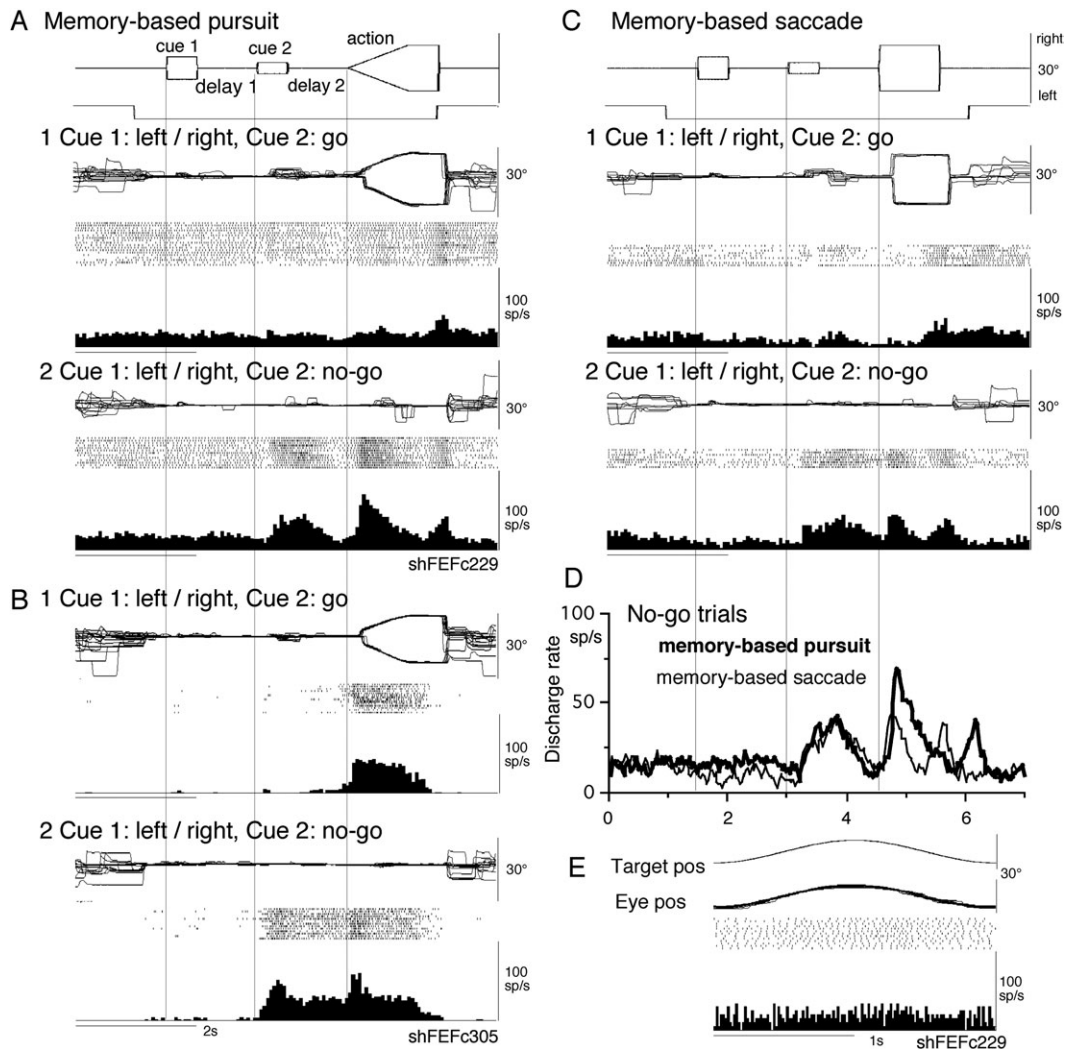 A Memory-based pursuit
cue 1
cue 2
action
delay 1
delay 2
1 Cue 1: left / right, Cue 2: go
30°
100
sp/s
2 Cue 1: left / right, Cue 2: no-go
30°
100
sp/s
shFEFc229
B
1 Cue 1: left / right, Cue 2: go
30°
100
sp/s
2 Cue 1: left / right, Cue 2: no-go
30°
100
sp/s
2s
shFEFc305
C Memory-based saccade
right
30°
left
1 Cue 1: left / right, Cue 2: go
30°
100
sp/s
2 Cue 1: left / right, Cue 2: no-go
30°
100
sp/s
D
No-go trials
memory-based pursuit
memory-based saccade
100
sp/s
50
0
Discharge rate
0 2 4 6
E
Target pos
30°
Eye pos
100
sp/s
1s
shFEFc229